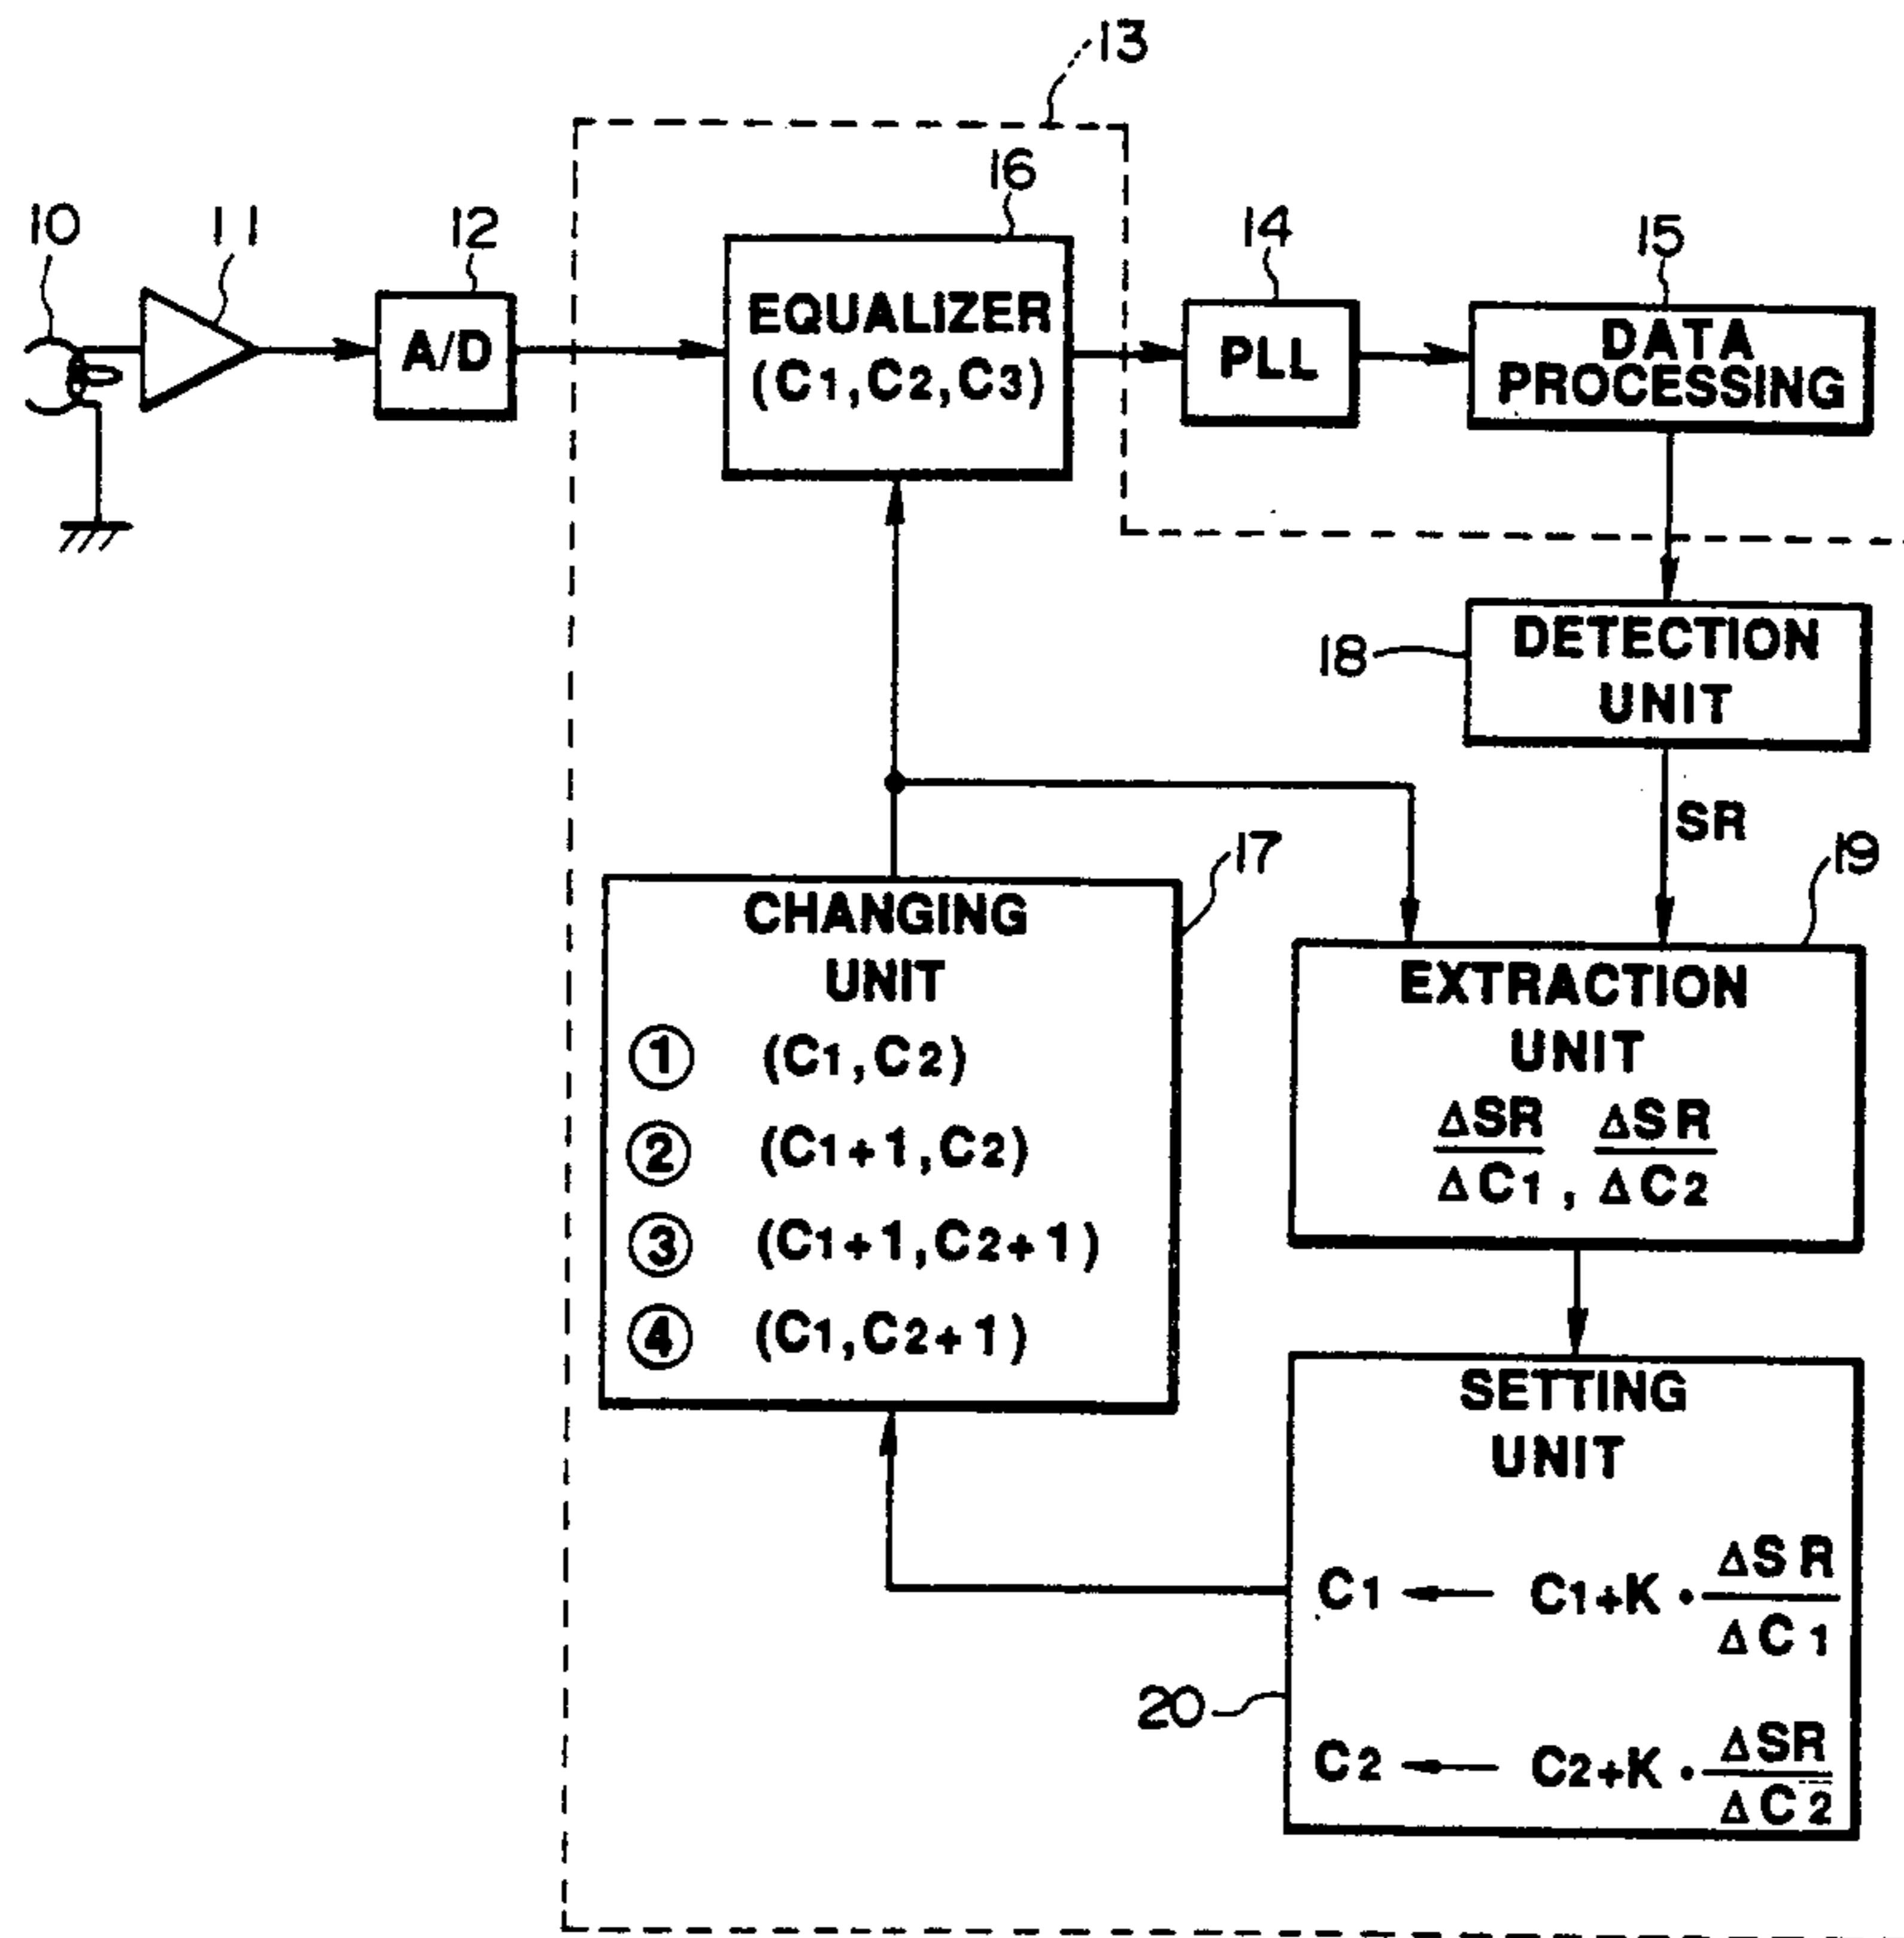 13
16
10
11
12
14
15
EQUALIZER
(C1,C2,C3)
A/D
PLL
DATA
PROCESSING
18
DETECTION
UNIT
SR
17
19
CHANGING
UNIT
① (C1,C2)
② (C1+1,C2)
③ (C1+1,C2+1)
④ (C1,C2+1)
EXTRACTION
UNIT
ΔSR ΔSR
ΔC1 , ΔC2
SETTING
UNIT
C1 ← C1+K · ΔSR
ΔC1
20
C2 ← C2+K · ΔSR
ΔC2